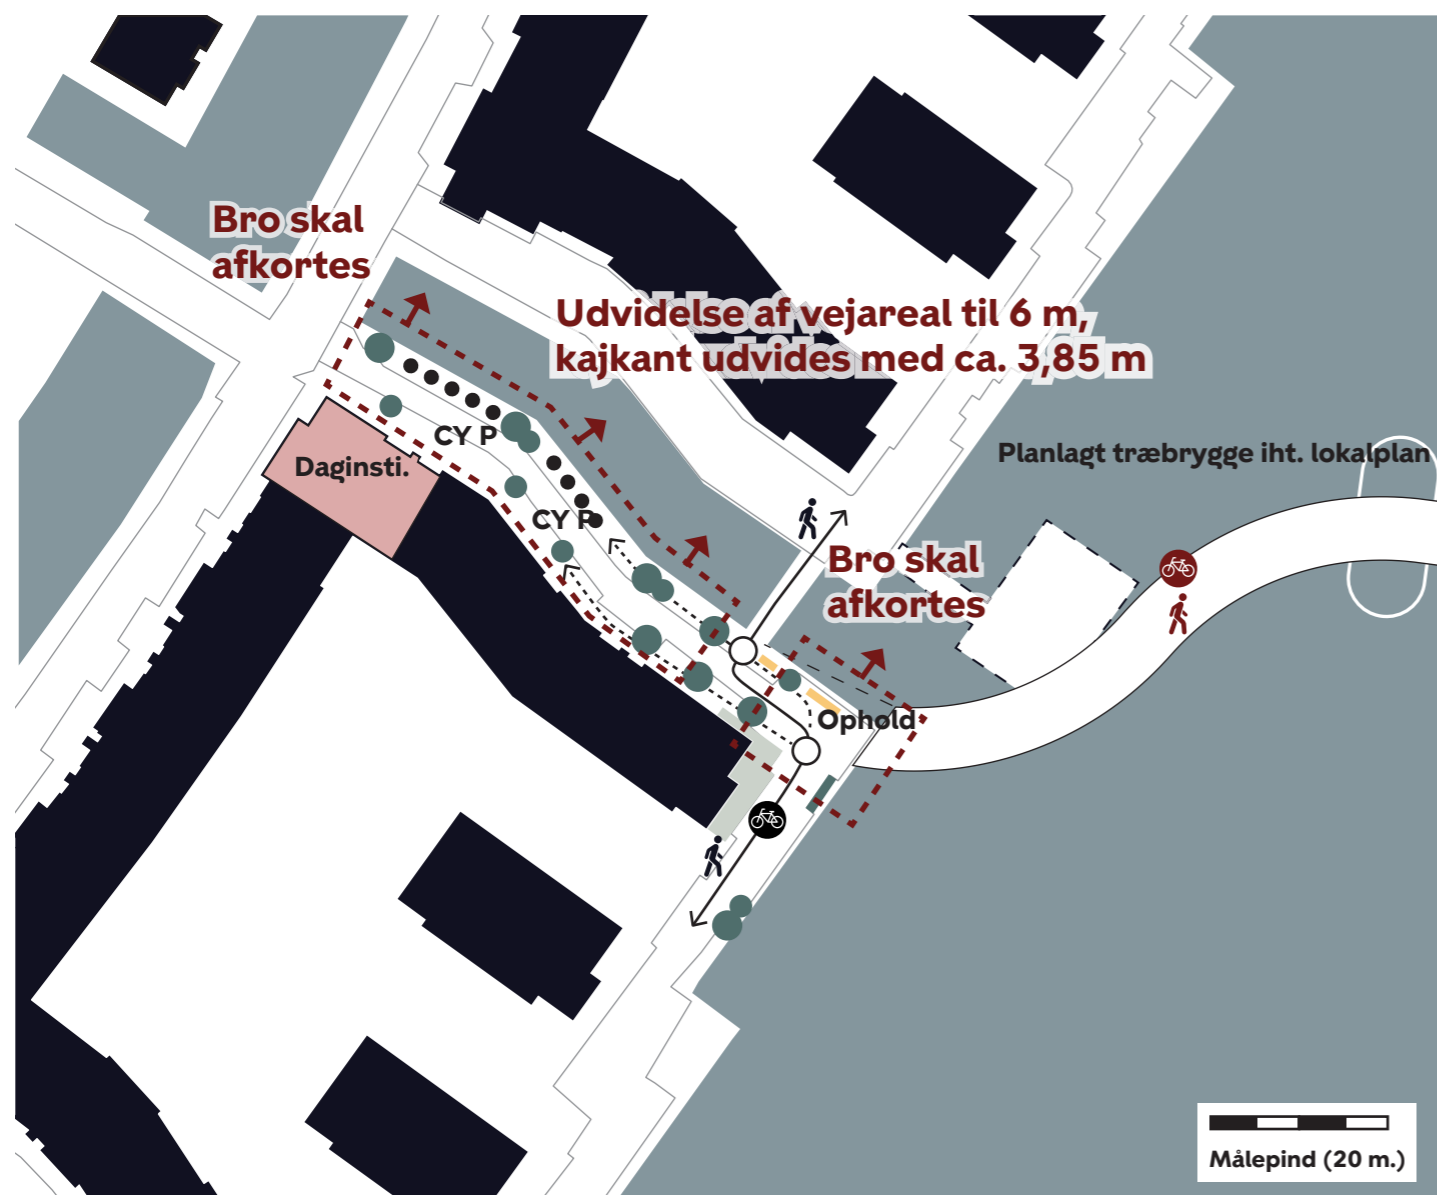 Bro skal
afkortes
Udvidelse af vejareal til 6 m,
kajkant udvides med ca. 3,85 m
CY P
Daginsti.
Planlagt træbrygge iht. lokalplan
CY P
Bro skal
afkortes
Ophold
Målepind (20 m.)